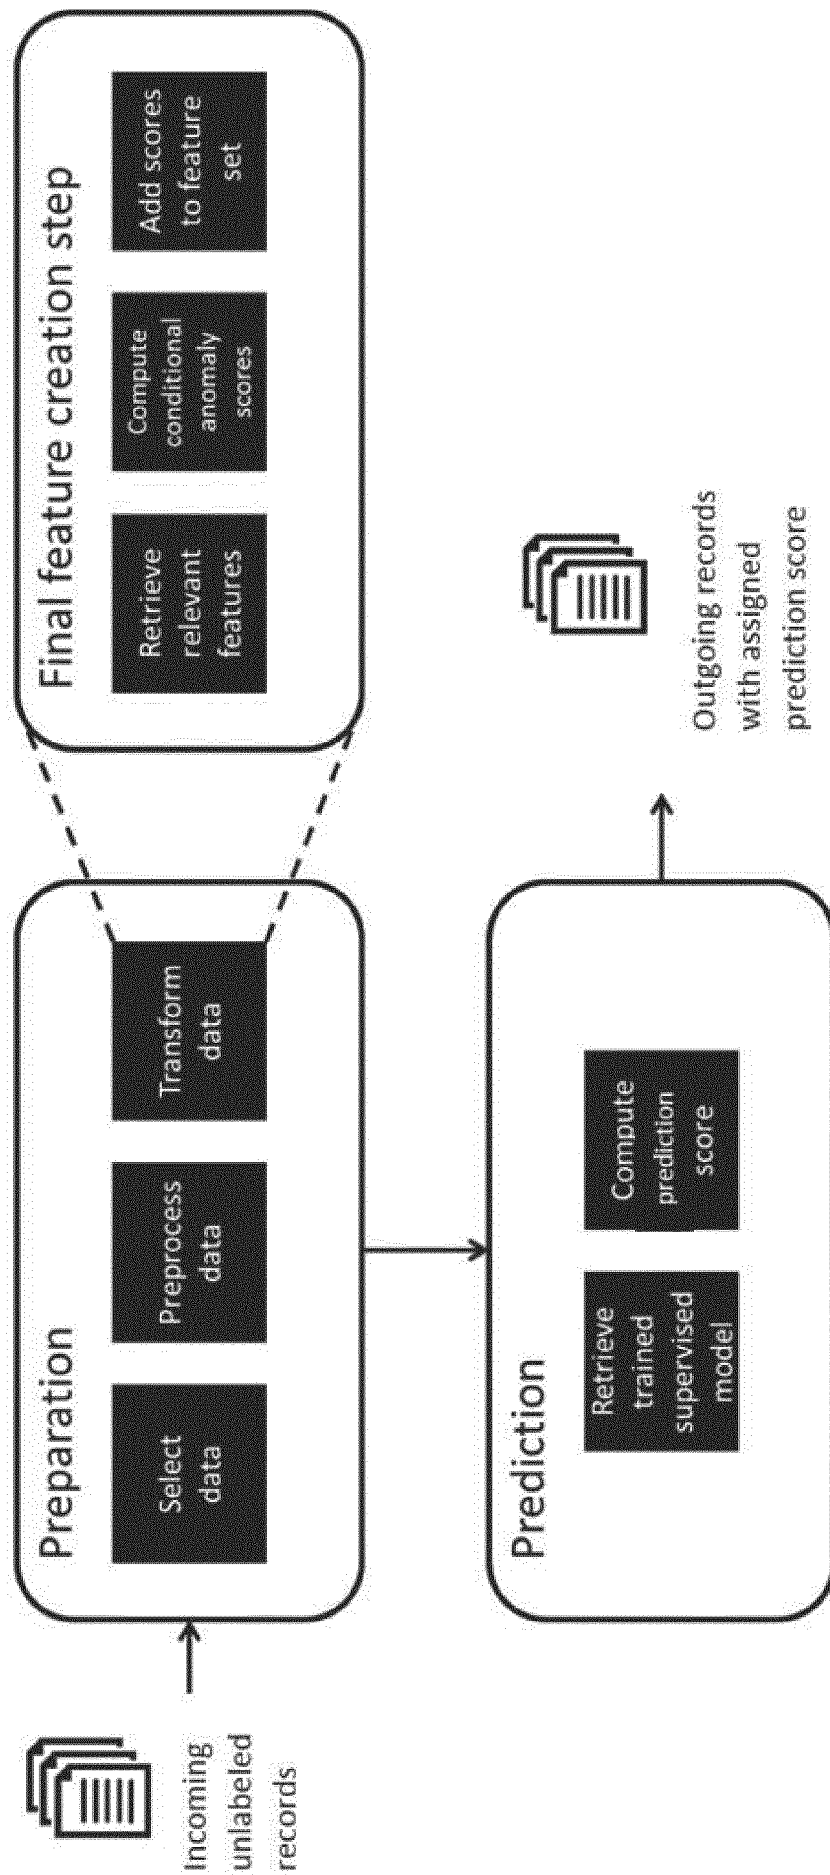 Incoming
unlabeled
records
Preparation
Select
data
Preprocess
data
Transform
data
Final feature creation step
Retrieve
relevant
features
Compute
conditional
anomaly
scores
Add scores
to feature
set
Prediction
Retrieve
trained
supervised
model
Compute
prediction
score
Outgoing records
with assigned
prediction score